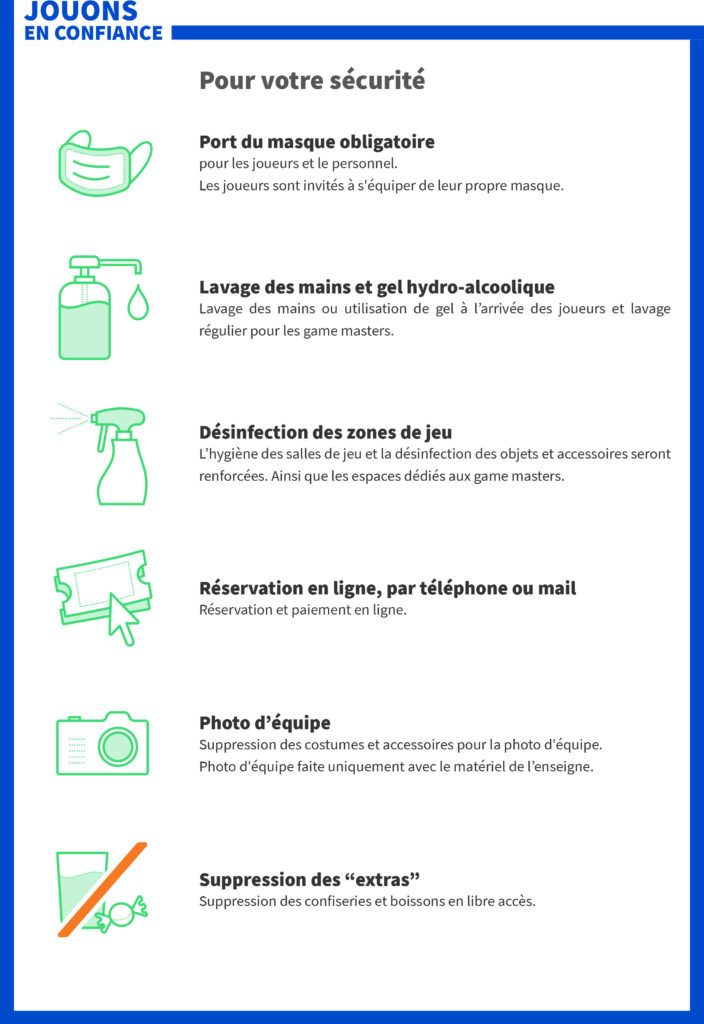 JOUONS
EN CONFIANCE
Pour votre sécurité
Port du masque obligatoire
pour les joueurs et le personnel.
Les joueurs sont invités à s'équiper de leur propre masque.
Lavage des mains et gel hydro-alcoolique
Lavage des mains ou utilisation de gel à l’arrivée des joueurs et lavage
régulier pour les game masters.
Désinfection des zones de jeu
L’hygiène des salles de jeu et la désinfection des objets et accessoires seront
renforcées. Ainsi que les espaces dédiés aux game masters.
Réservation en ligne, par téléphone ou mail
Réservation et paiement en ligne.
Photo d’équipe
Suppression des costumes et accessoires pour la photo d'équipe.
Photo d'équipe faite uniquement avec le matériel de l’enseigne.
Suppression des “extras”
Suppression des confiseries et boissons en libre accès.